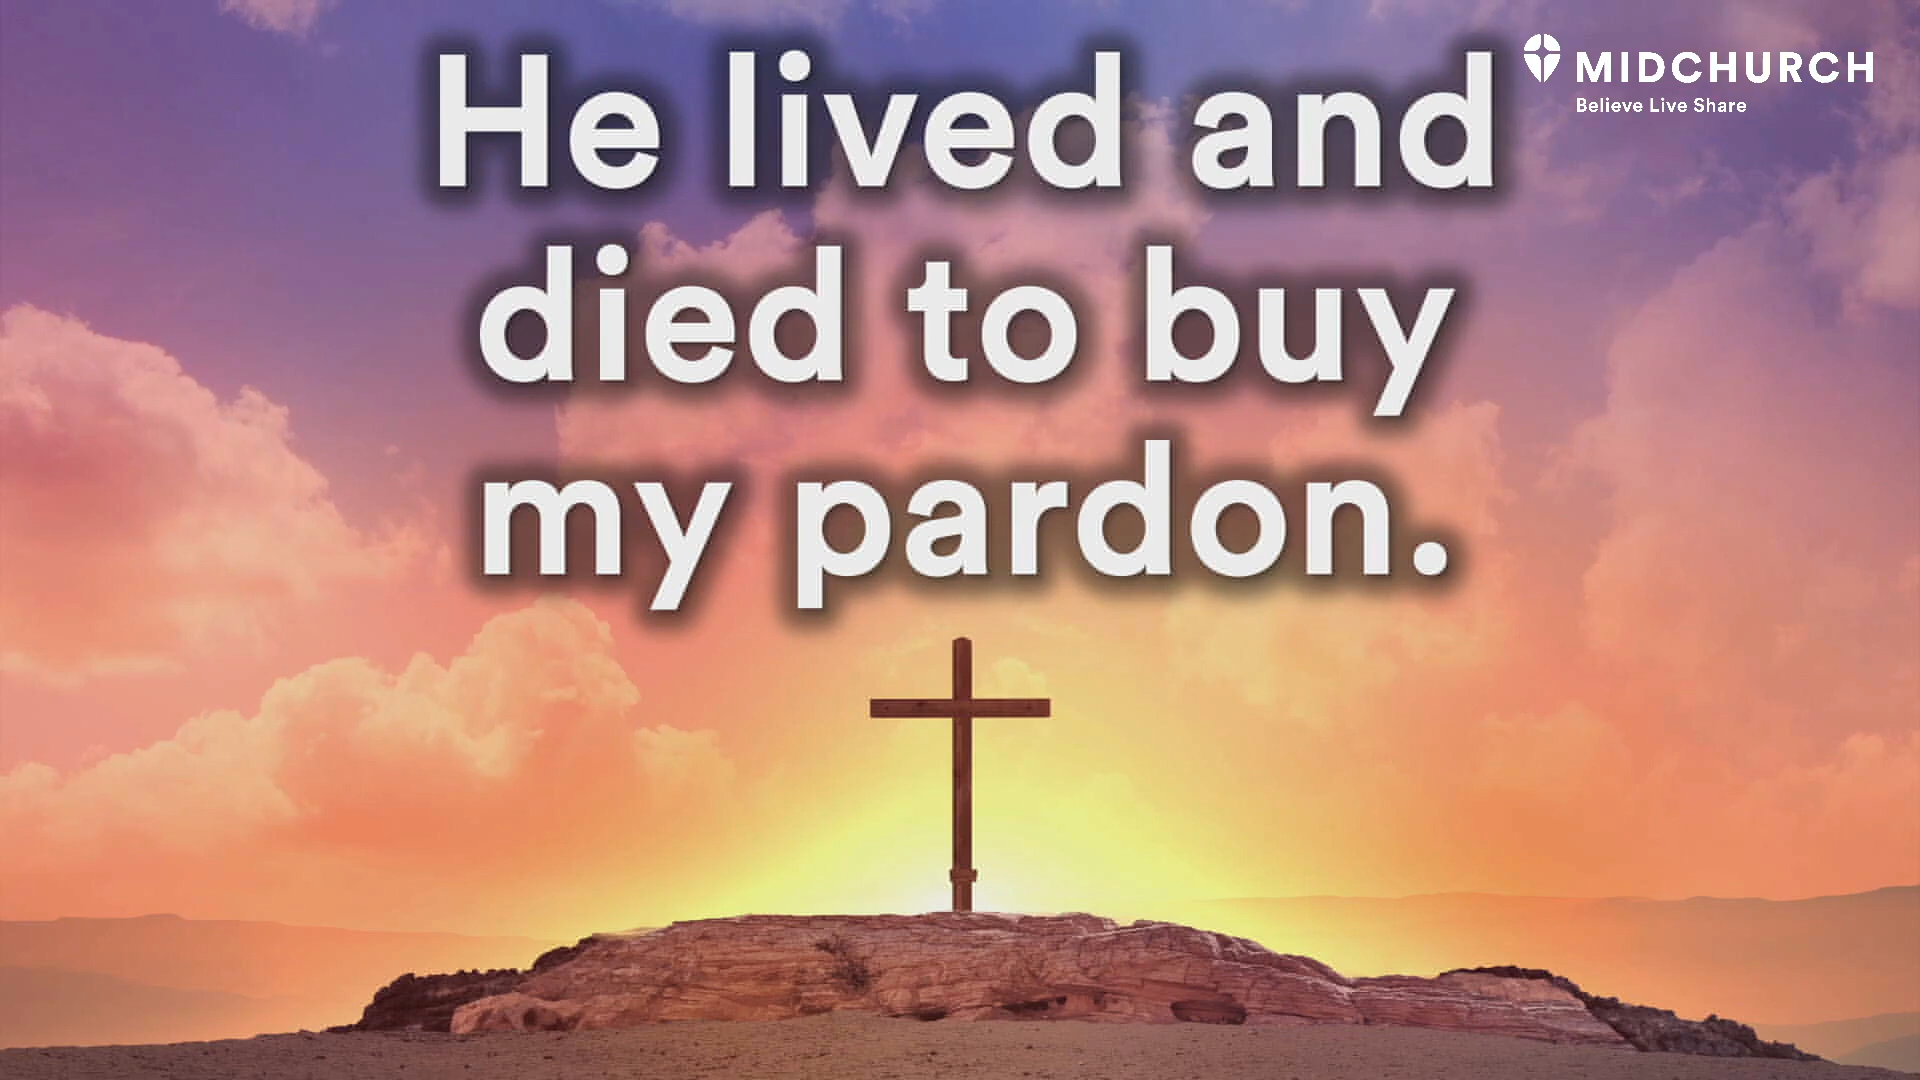 He lived and
died to buy
my pardon.
MIDCHURCH
Believe Live Share